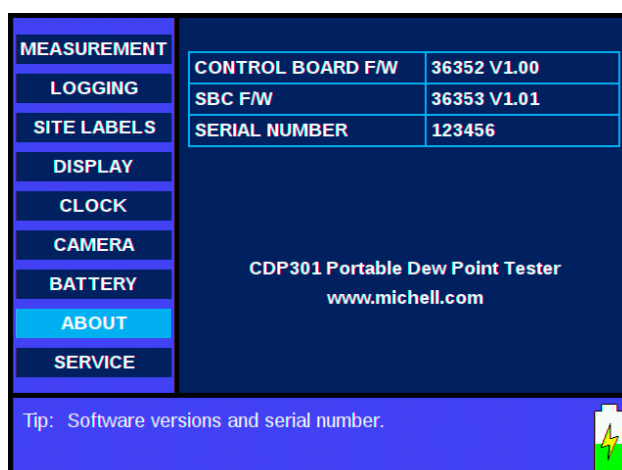 MEASUREMENT
LOGGING
SITE LABELS
DISPLAY
CLOCK
CAMERA
BATTERY
ABOUT
SERVICE
CONTROL BOARD F/W 36352 V1.00
SBC F/W 36353 V1.01
SERIAL NUMBER 123456
CDP301 Portable Dew Point Tester
www.michell.com
Tip: Software versions and serial number.